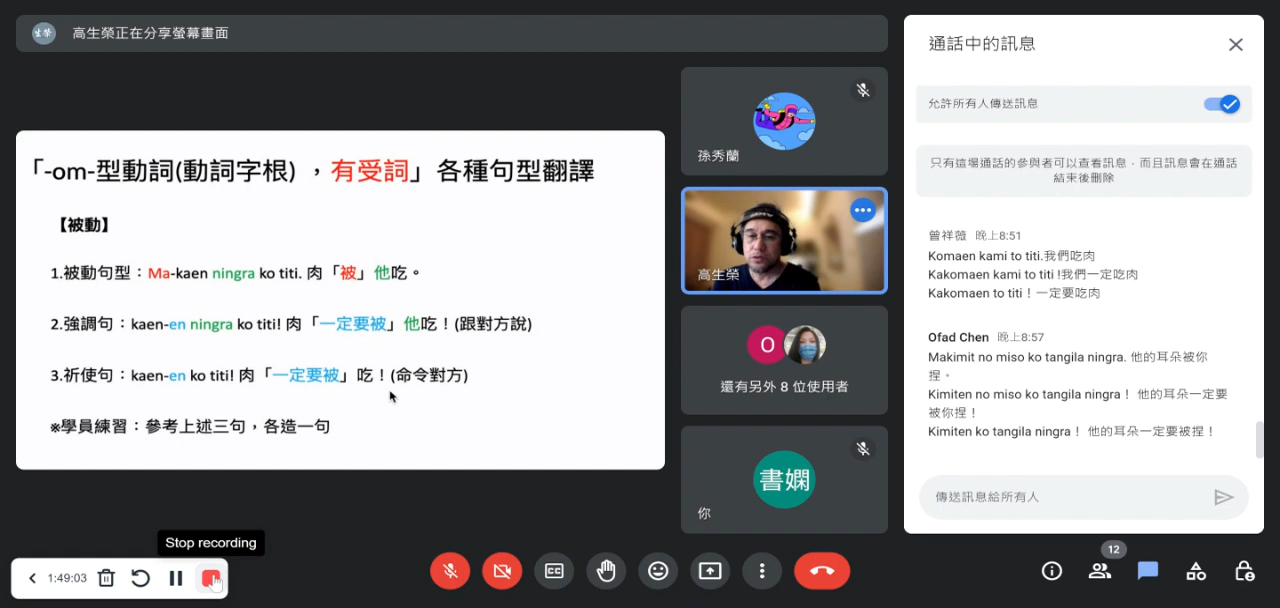 生榮
高生榮正在分享螢幕畫面
「-om-型動詞(動詞字根) ，有受詞」各種句型翻譯
【被動】
1.被動句型：Ma-kaen ningra ko titi. 肉「被」他吃。
2.強調句：kaen-en ningra ko titi! 肉「一定要被」他吃！(跟對方說)
3.祈使句：kaen-en ko titi! 肉「一定要被」吃！(命令對方)
※學員練習：參考上述三句，各造一句
孫秀蘭
高生榮
O
還有另外 8 位使用者
書嫻
你
通話中的訊息
允許所有人傳送訊息
只有這場通話的參與者可以查看訊息，而且訊息會在通話
結束後刪除
曾祥薇 晚上8:51
Komaen kami to titi.我們吃肉
Kakomaen kami to titi !我們一定吃肉
Kakomaen to titi！一定要吃肉
Ofad Chen 晚上8:57
Makimit no miso ko tangila ningra. 他的耳朵被你
捏。
Kimiten no miso ko tangila ningra！ 他的耳朵一定要
被你捏！
Kimiten ko tangila ningra！ 他的耳朵一定要被捏！
傳送訊息給所有人
Stop recording
1:49:03
CC
12